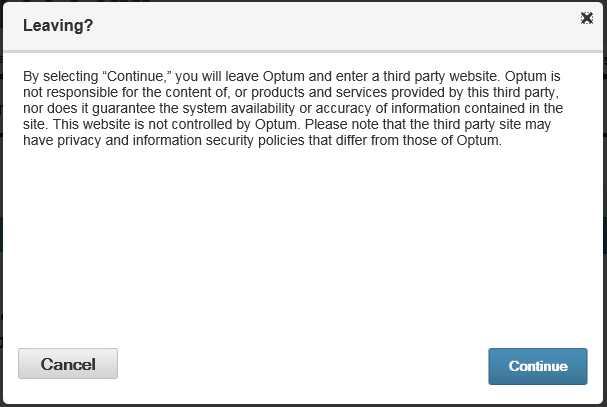 Leaving?
By selecting “Continue,” you will leave Optum and enter a third party website. Optum is
not responsible for the content of, or products and services provided by this third party,
nor does it guarantee the system availability or accuracy of information contained in the
site. This website is not controlled by Optum. Please note that the third party site may
have privacy and information security policies that differ from those of Optum.
Cancel
Continue